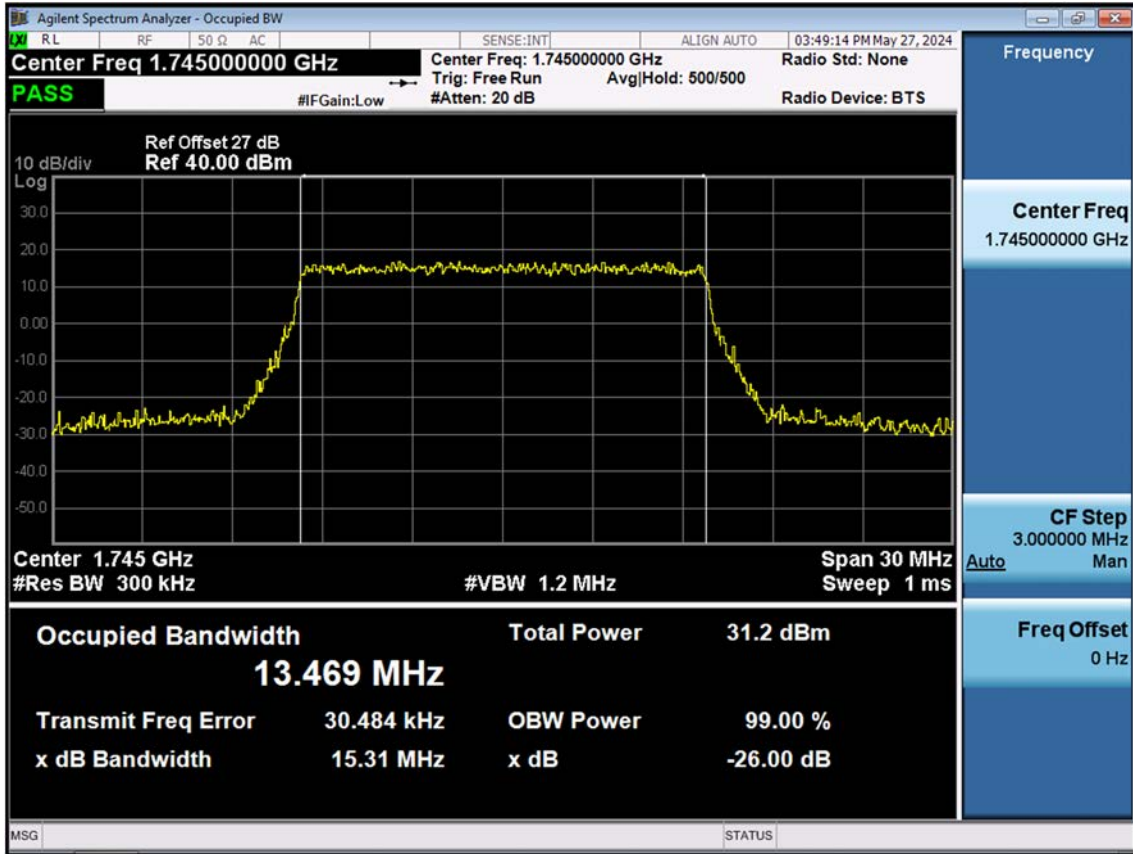 Agilent Spectrum Analyzer - Occupied BW
LXI RL RF 50 Ω AC SENSE:INT ALIGN AUTO 03:49:14 PM May 27, 2024
Center Freq 1.745000000 GHz
PASS
#IFGain:Low
Center Freq: 1.745000000 GHz
Trig: Free Run Avg|Hold: 500/500
#Atten: 20 dB
Radio Std: None
Radio Device: BTS
Ref Offset 27 dB
10 dB/div Ref 40.00 dBm
Log
30.0
20.0
10.0
0.00
-10.0
-20.0
-30.0
-40.0
-50.0
Center 1.745 GHz Span 30 MHz
#Res BW 300 kHz #VBW 1.2 MHz Sweep 1 ms
Occupied Bandwidth Total Power 31.2 dBm
13.469 MHz
Transmit Freq Error 30.484 kHz OBW Power 99.00 %
x dB Bandwidth 15.31 MHz x dB -26.00 dB
MSG STATUS
Frequency
Center Freq
1.745000000 GHz
CF Step
3.000000 MHz
Auto Man
Freq Offset
0 Hz